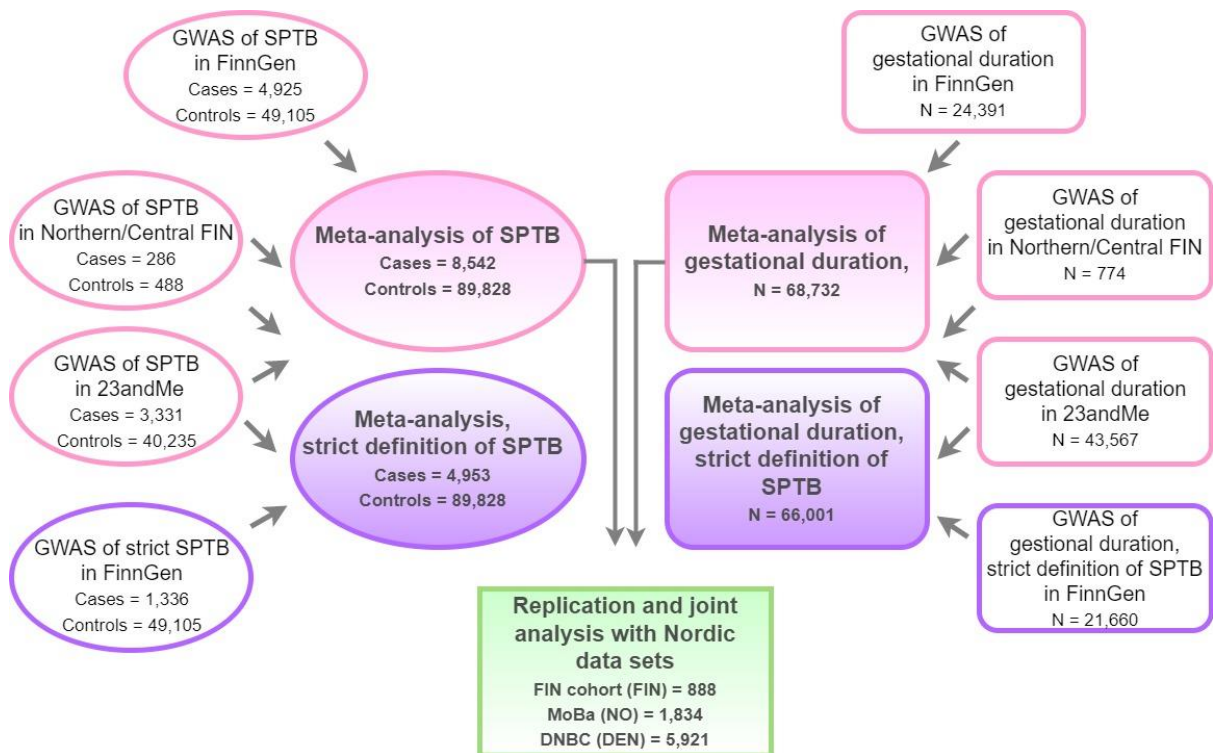 GWAS of SPTB
in FinnGen
Cases = 4,925
Controls = 49,105
GWAS of SPTB
in Northern/Central FIN
Cases = 286
Controls = 488
GWAS of SPTB
in 23andMe
Cases = 3,331
Controls = 40,235
GWAS of strict SPTB
in FinnGen
Cases = 1,336
Controls = 49,105
Meta-analysis of SPTB
Cases = 8,542
Controls = 89,828
Meta-analysis,
strict definition of SPTB
Cases = 4,953
Controls = 89,828
GWAS of
gestational duration
in FinnGen
N = 24,391
Meta-analysis of
gestational duration,
N = 68,732
Meta-analysis of
gestational duration,
strict definition of
SPTB
N = 66,001
GWAS of
gestational duration
in Northern/Central FIN
N = 774
GWAS of
gestational duration
in 23andMe
N = 43,567
GWAS of
gestional duration,
strict definition of SPTB
in FinnGen
N = 21,660
Replication and joint
analysis with Nordic
data sets
FIN cohort (FIN) = 888
MoBa (NO) = 1,834
DNBC (DEN) = 5,921